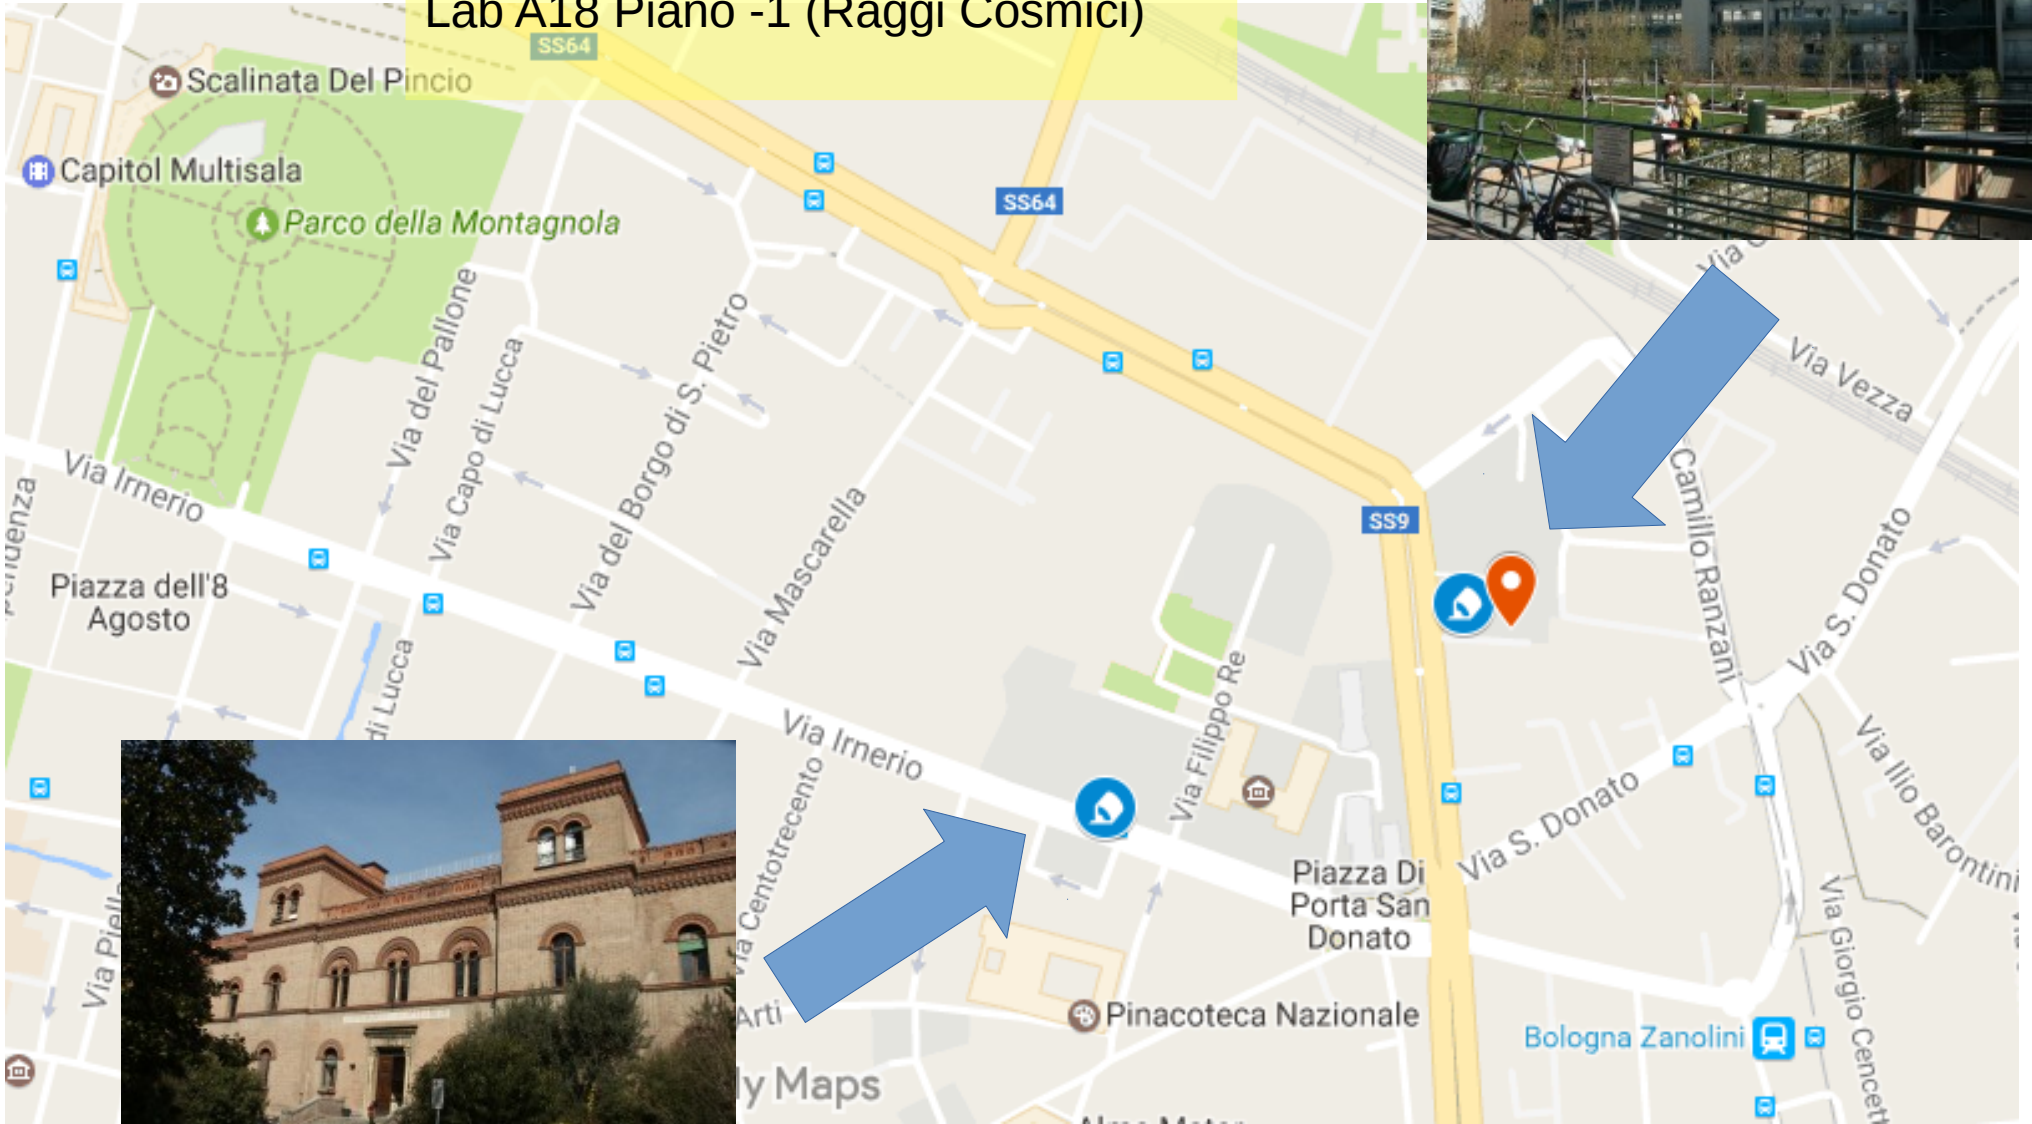 Lab A18 Piano -1 (Raggi Cosmici)
SS64
Scalinata Del Pincio
Capitol Multisala
Parco della Montagnola
SS64
Via
Via del Pallone
Via Capo di Lucca
Via del Borgo di S. Pietro
Via Mascarella
Via Vezza
Via Irnerio
SS9
Camillo Ranzani
Via S. Donato
Piazza dell'8
Agosto
di Lucca
Via Irnerio
Via Filippo Re
Via Centotrecento
Via S. Donato
Via Ilio Barontini
Piazza Di
Porta San
Donato
Via Giorgio
Arti
Pinacoteca Nazionale
Bologna Zanolini
Maps